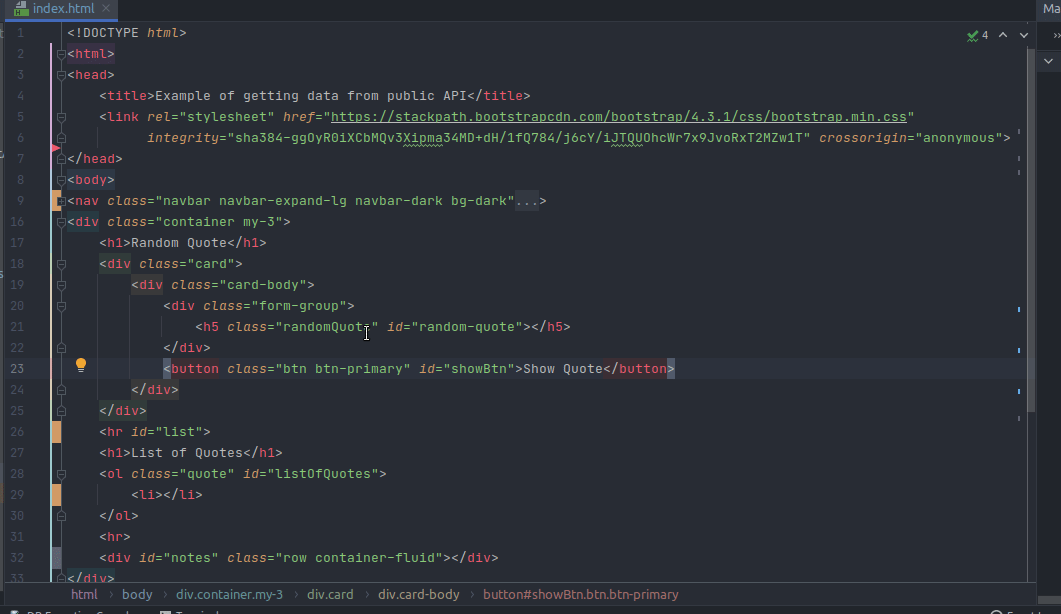 index.html
Ma
4
1 <!DOCTYPE html>
2 <html>
3 <head>
4 <title>Example of getting data from public API</title>
5 <link rel="stylesheet" href="https://stackpath.bootstrapcdn.com/bootstrap/4.3.1/css/bootstrap.min.css"
6 integrity="sha384-ggOyR0iXCbMQv3Xipma34MD+dH/1fQ784/j6cY/iJTQUOhcWr7x9JvoRxT2MZw1T" crossorigin="anonymous">
7 </head>
8 <body>
9 <nav class="navbar navbar-expand-lg navbar-dark bg-dark"...>
16 <div class="container my-3">
17 <h1>Random Quote</h1>
18 <div class="card">
19 <div class="card-body">
20 <div class="form-group">
21 <h5 class="randomQuote" id="random-quote"></h5>
22 </div>
23 <button class="btn btn-primary" id="showBtn">Show Quote</button>
24 </div>
25 </div>
26 <hr id="list">
27 <h1>List of Quotes</h1>
28 <ol class="quote" id="listOfQuotes">
29 <li></li>
30 </ol>
31 <hr>
32 <div id="notes" class="row container-fluid"></div>
33 </div>
html > body > div.container.my-3 > div.card > div.card-body > button#showBtn.btn.btn-primary